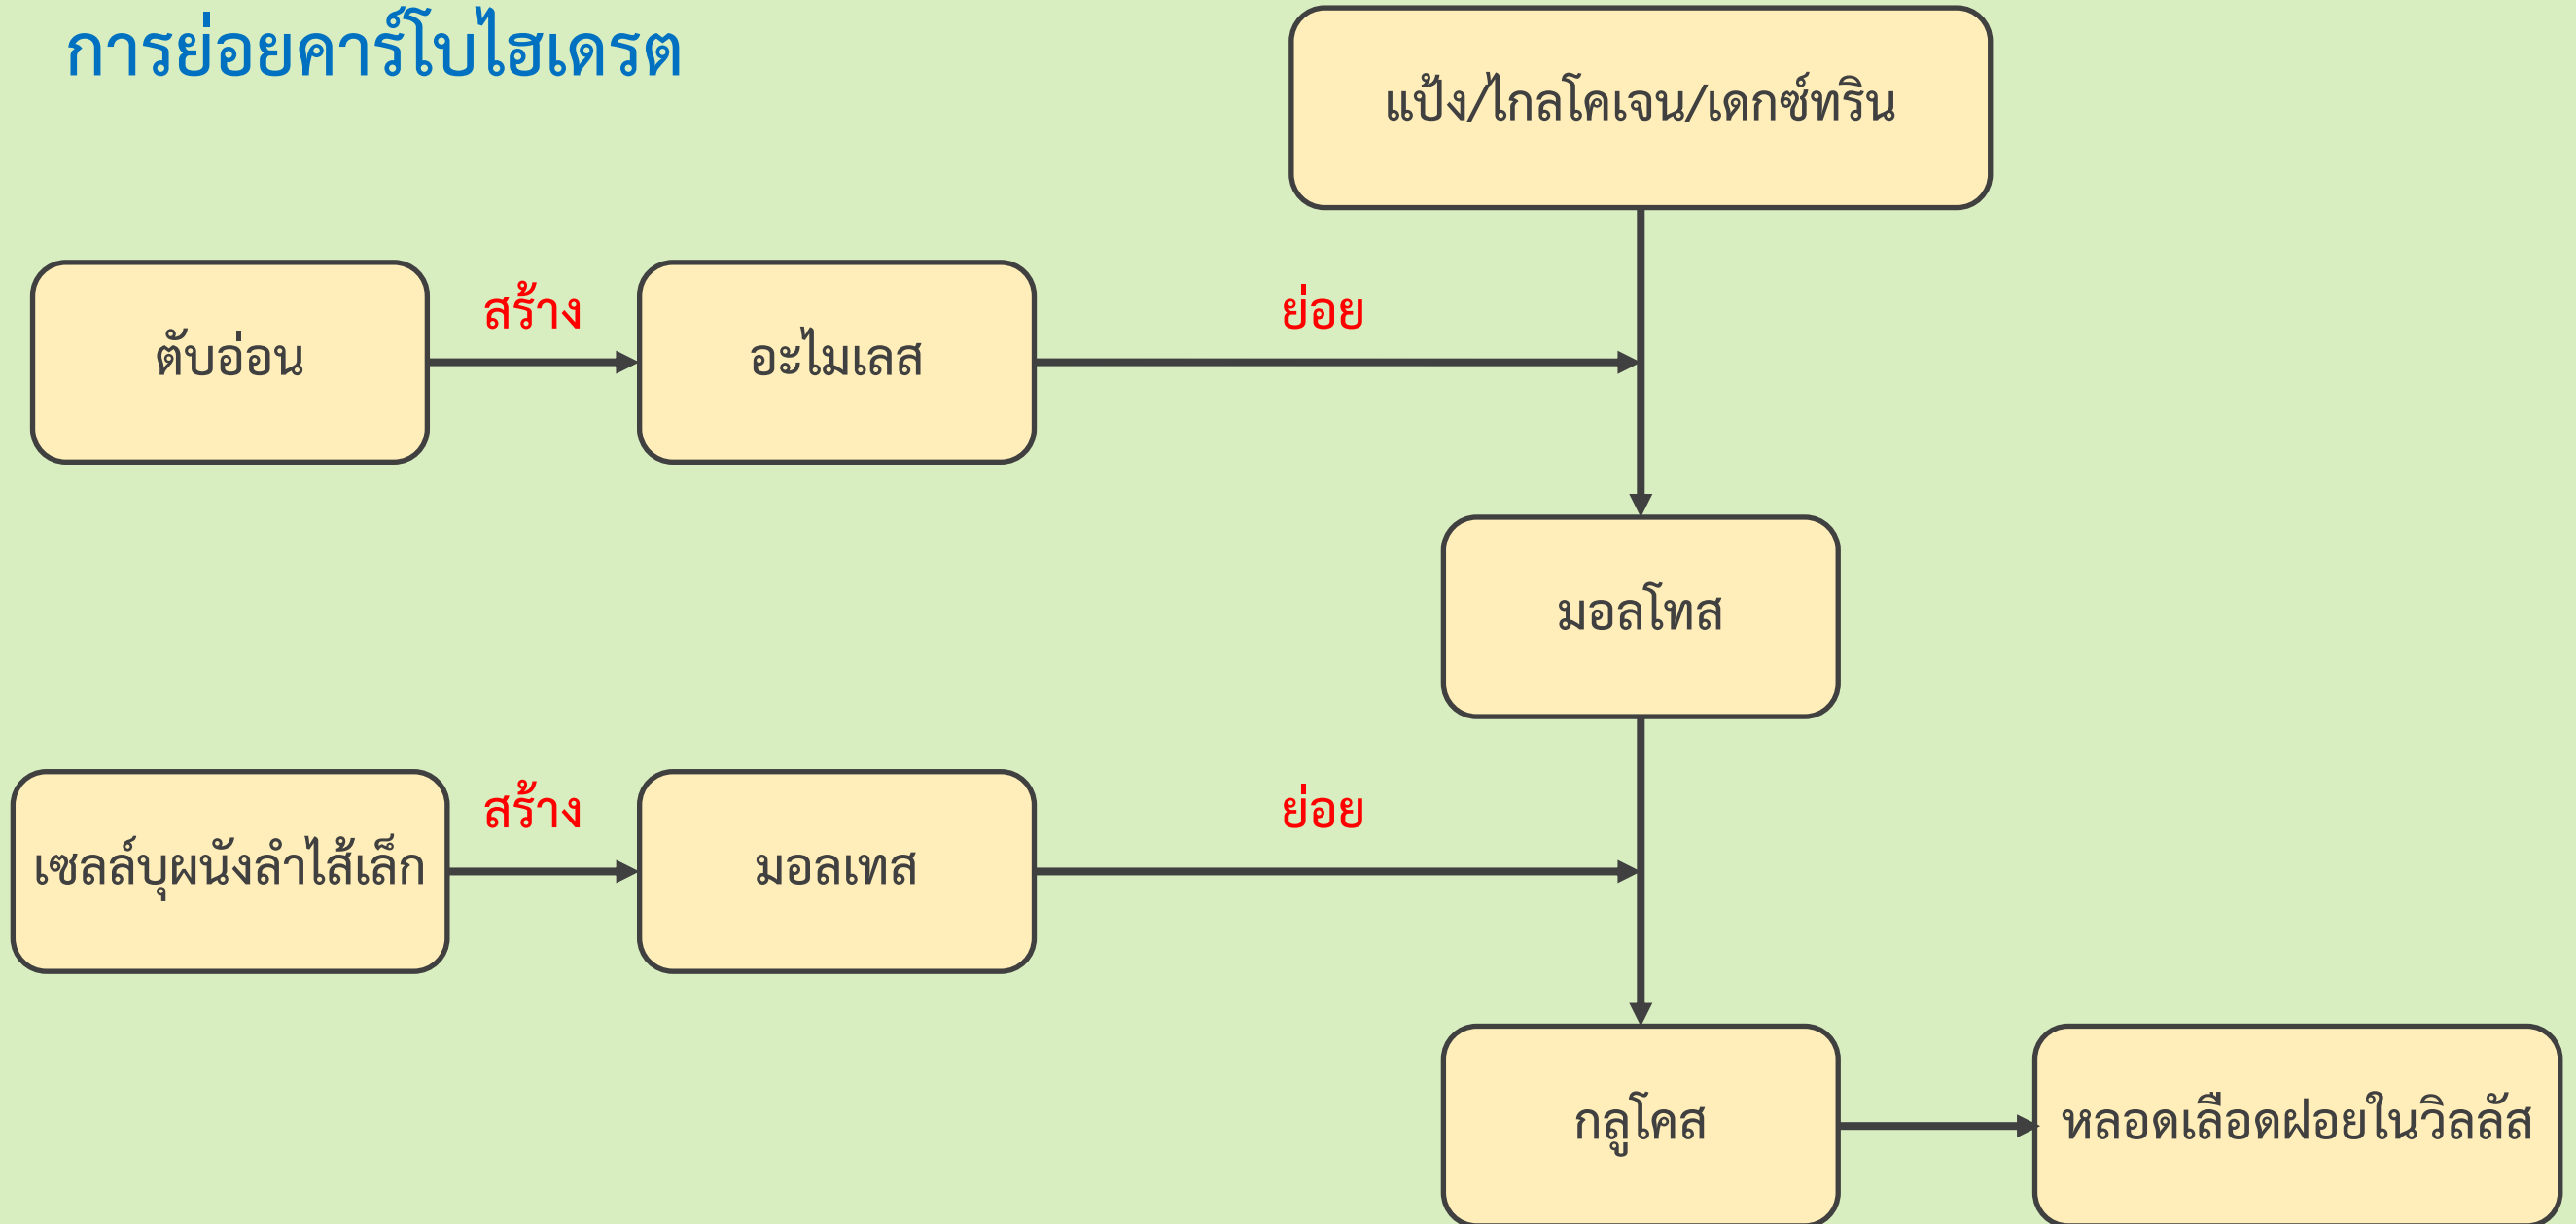 การย่อยคาร์โบไฮเดรต
แป้ง/ไกลโคเจน/เดกซ์ทริน
ตับอ่อน
สร้าง
อะไมเลส
ย่อย
มอลโทส
เซลล์บุผนังลำไส้เล็ก
สร้าง
มอลเทส
ย่อย
กลูโคส
หลอดเลือดฝอยในวิลลัส